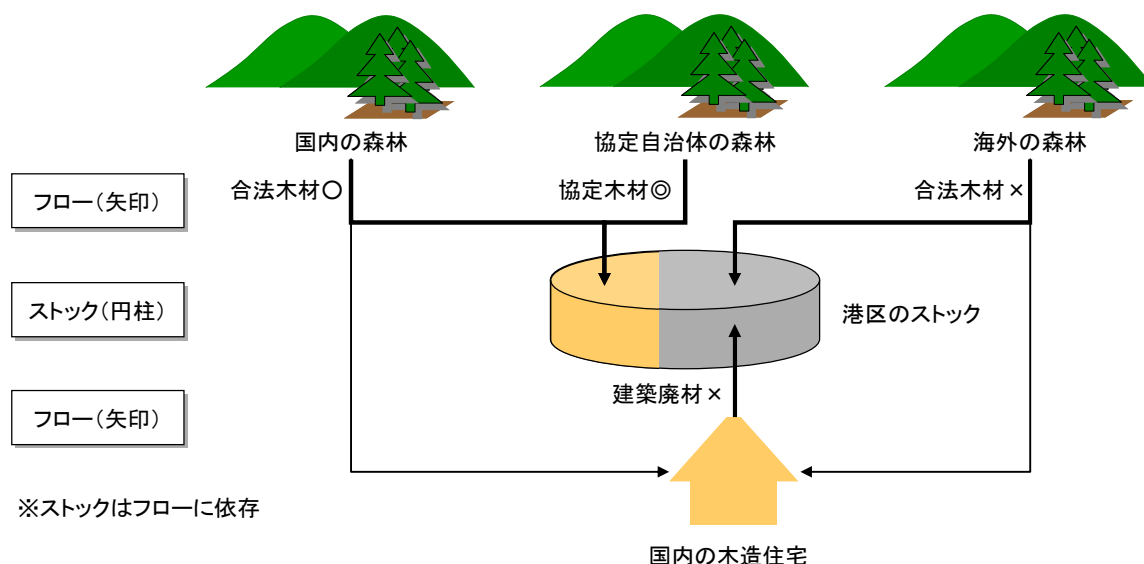 国内の森林
協定自治体の森林
海外の森林
フロー(矢印)
合法木材○
協定木材◎
合法木材×
ストック(円柱)
港区のストック
フロー(矢印)
建築廃材×
※ストックはフローに依存
国内の木造住宅